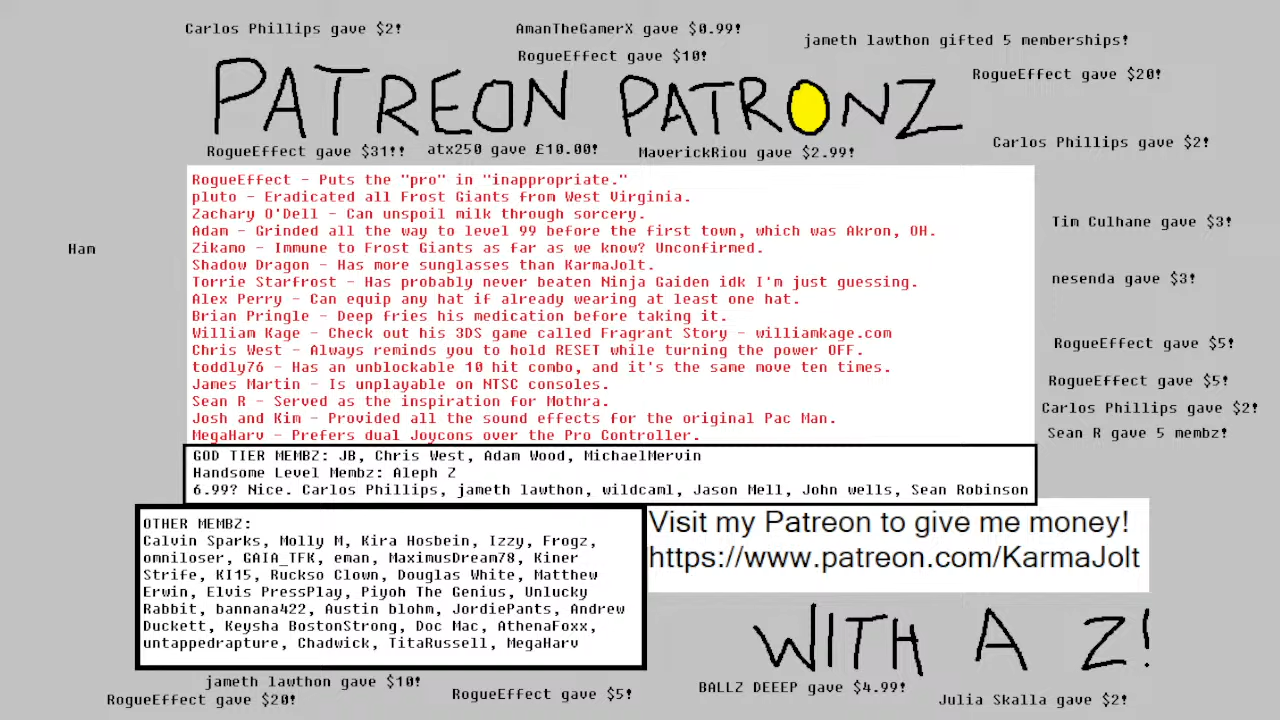 Carlos Phillips gave $2!
AmanTheGamerX gave $0.99!
jameth lawthon gifted 5 memberships!
RogueEffect gave $10!
RogueEffect gave $20!
PATREON PATRONZ
Carlos Phillips gave $2!
RogueEffect gave $31!!
atx250 gave £10.00!
MaverickRiou gave $2.99!
RogueEffect - Puts the "pro" in "inappropriate."
pluto - Eradicated all Frost Giants from West Virginia.
Zachary O'Dell - Can unspoil milk through sorcery.
Adam - Grinded all the way to level 99 before the first town, which was Akron, OH.
Zikamo - Immune to Frost Giants as far as we know? Unconfirmed.
Shadow Dragon - Has more sunglasses than KarmaJolt.
Torrie Starfrost - Has probably never beaten Ninja Gaiden idk I'm just guessing.
Alex Perry - Can equip any hat if already wearing at least one hat.
Brian Pringle - Deep fries his medication before taking it.
William Kage - Check out his 3DS game called Fragrant Story - williamkage.com
Chris West - Always reminds you to hold RESET while turning the power OFF.
toddly76 - Has an unblockable 10 hit combo, and it's the same move ten times.
James Martin - Is unplayable on NTSC consoles.
Sean R - Served as the inspiration for Mothra.
Josh and Kim - Provided all the sound effects for the original Pac Man.
MegaHarv - Prefers dual Joycons over the Pro Controller.
Ham
Tim Culhane gave $3!
nesenda gave $3!
RogueEffect gave $5!
RogueEffect gave $5!
Carlos Phillips gave $2!
Sean R gave 5 membz!
GOD TIER MEMBZ: JB, Chris West, Adam Wood, MichaelMervin
Handsome Level Membz: Aleph Z
6.99? Nice. Carlos Phillips, jameth lawthon, wildcaml, Jason Mell, John wells, Sean Robinson
OTHER MEMBZ:
Calvin Sparks, Molly M, Kira Hosbein, Izzy, Frogz,
omniloser, GAIA_TFK, eman, MaximusDream78, Kiner
Strife, KI15, Ruckso Clown, Douglas White, Matthew
Erwin, Elvis PressPlay, Piyoh The Genius, Unlucky
Rabbit, bannana422, Austin blohm, JordiePants, Andrew
Duckett, Keysha BostonStrong, Doc Mac, AthenaFoxx,
untappedrapture, Chadwick, TitaRussell, MegaHarv
Visit my Patreon to give me money!
https://www.patreon.com/KarmaJolt
WITH A Z!
jameth lawthon gave $10!
RogueEffect gave $20!
RogueEffect gave $5!
BALLZ DEEEP gave $4.99!
Julia Skalla gave $2!